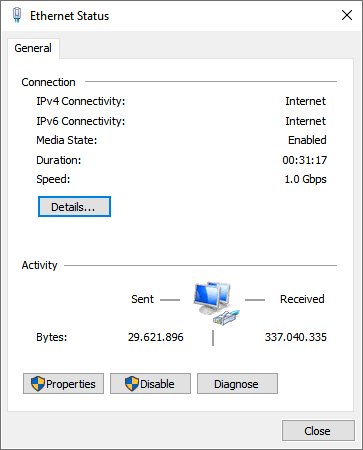 Ethernet Status
General
Connection
IPv4 Connectivity: Internet
IPv6 Connectivity: Internet
Media State: Enabled
Duration: 00:31:17
Speed: 1.0 Gbps
Details...
Activity
Sent Received
Bytes: 29.621.896 337.040.335
Properties Disable Diagnose
Close